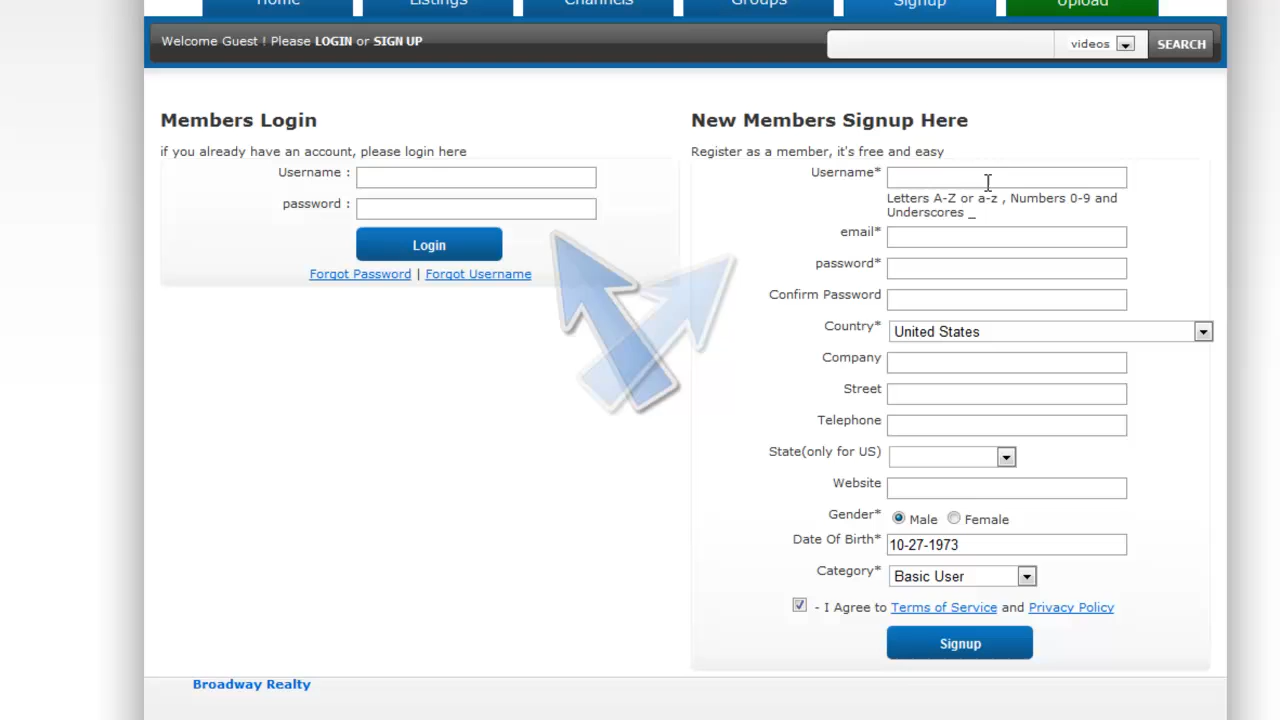 Home Listings Channels Groups Signup Upload
Welcome Guest ! Please LOGIN or SIGN UP
videos SEARCH
Members Login
if you already have an account, please login here
Username :
password :
Login
Forgot Password | Forgot Username
New Members Signup Here
Register as a member, it's free and easy
Username*
Letters A-Z or a-z , Numbers 0-9 and
Underscores _
email*
password*
Confirm Password
Country* United States
Company
Street
Telephone
State(only for US)
Website
Gender* Male Female
Date Of Birth* 10-27-1973
Category* Basic User
- I Agree to Terms of Service and Privacy Policy
Signup
Broadway Realty